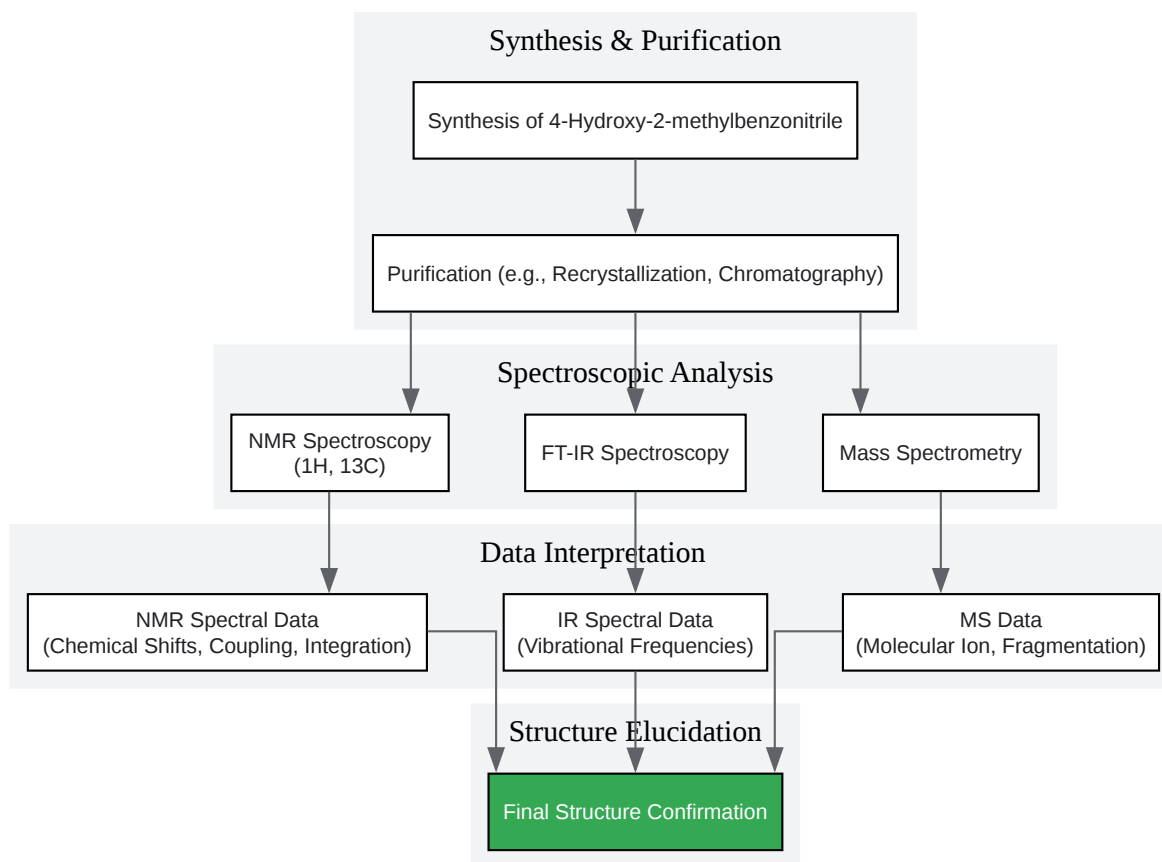 Synthesis & Purification
Synthesis of 4-Hydroxy-2-methylbenzonitrile
Purification (e.g., Recrystallization, Chromatography)
Spectroscopic Analysis
NMR Spectroscopy
(1H, 13C)
FT-IR Spectroscopy
Mass Spectrometry
Data Interpretation
NMR Spectral Data
(Chemical Shifts, Coupling, Integration)
IR Spectral Data
(Vibrational Frequencies)
MS Data
(Molecular Ion, Fragmentation)
Structure Elucidation
Final Structure Confirmation